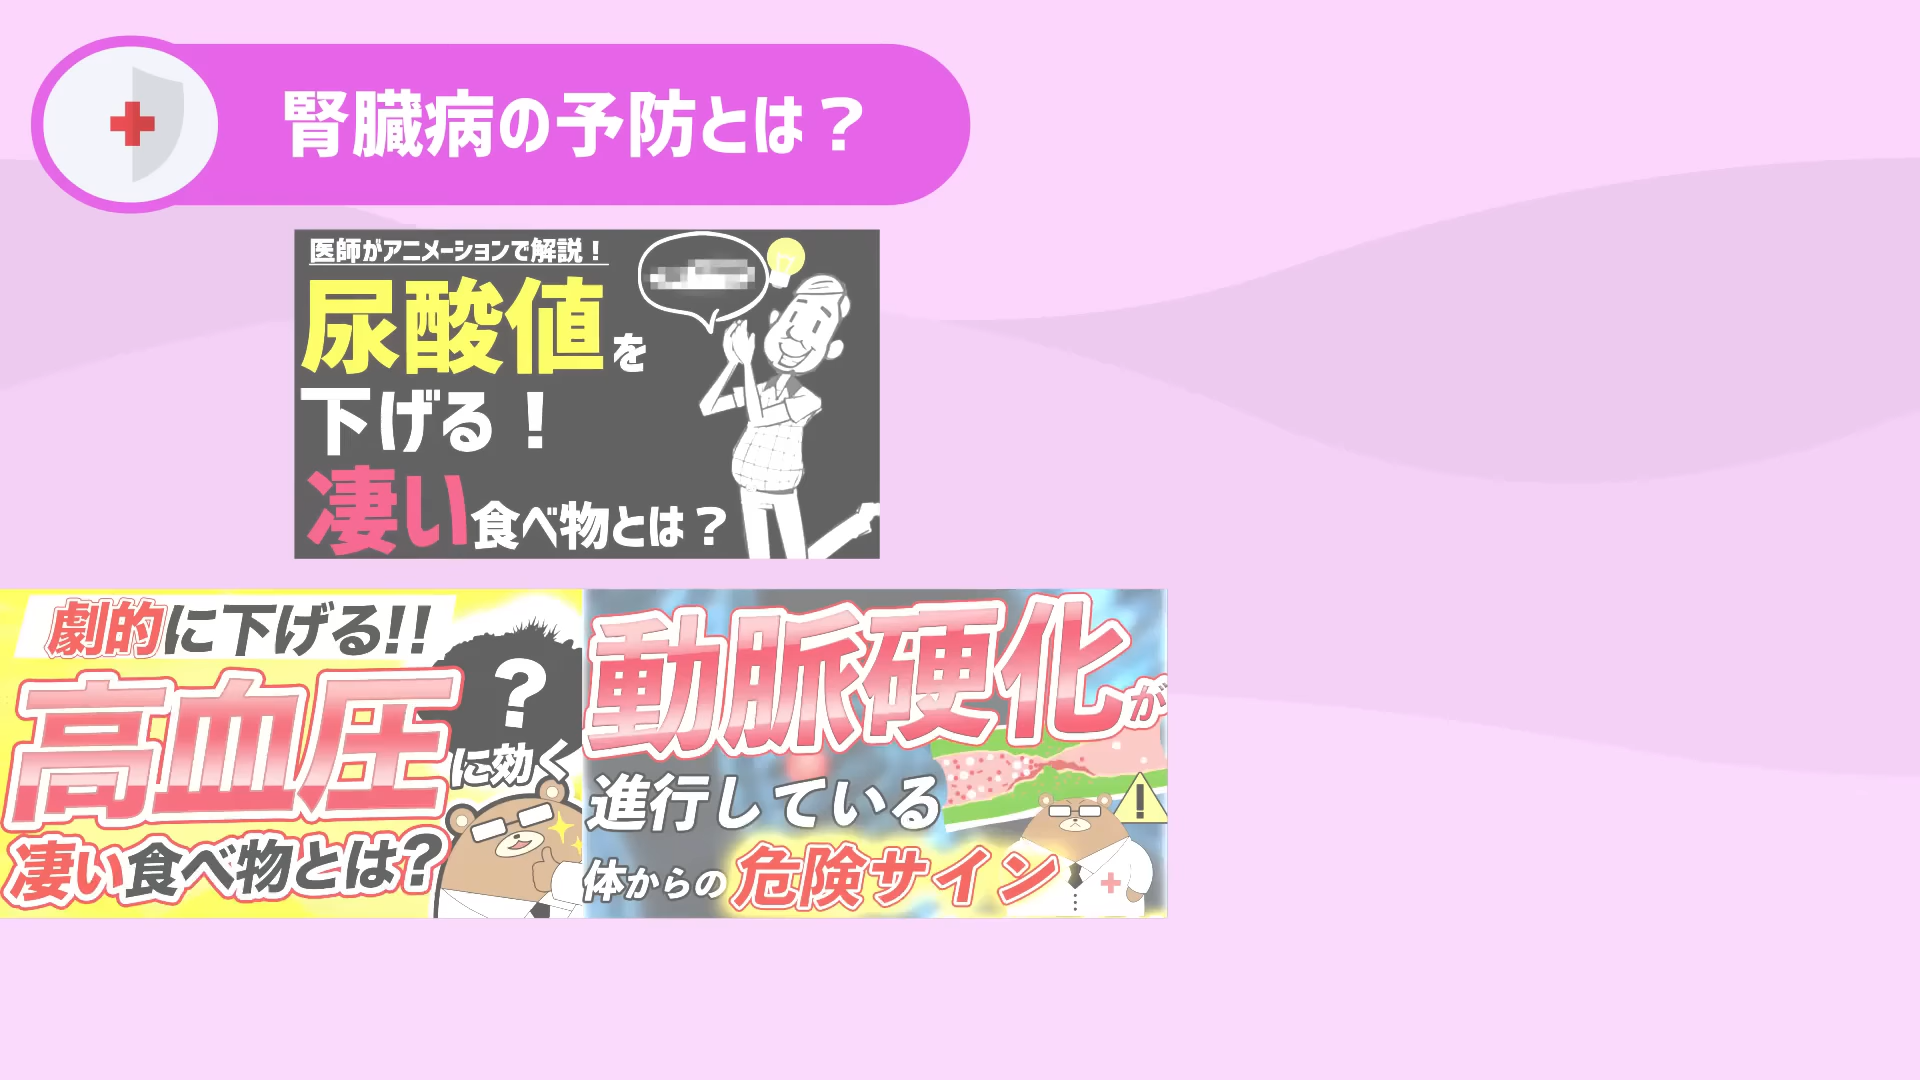 腎臓病の予防とは？
医師がアニメーションで解説！
尿酸値を
下げる！
凄い食べ物とは？
劇的に下げる!!
高血圧
に効く
凄い食べ物とは?
?
動脈硬化が
進行している
体からの危険サイン